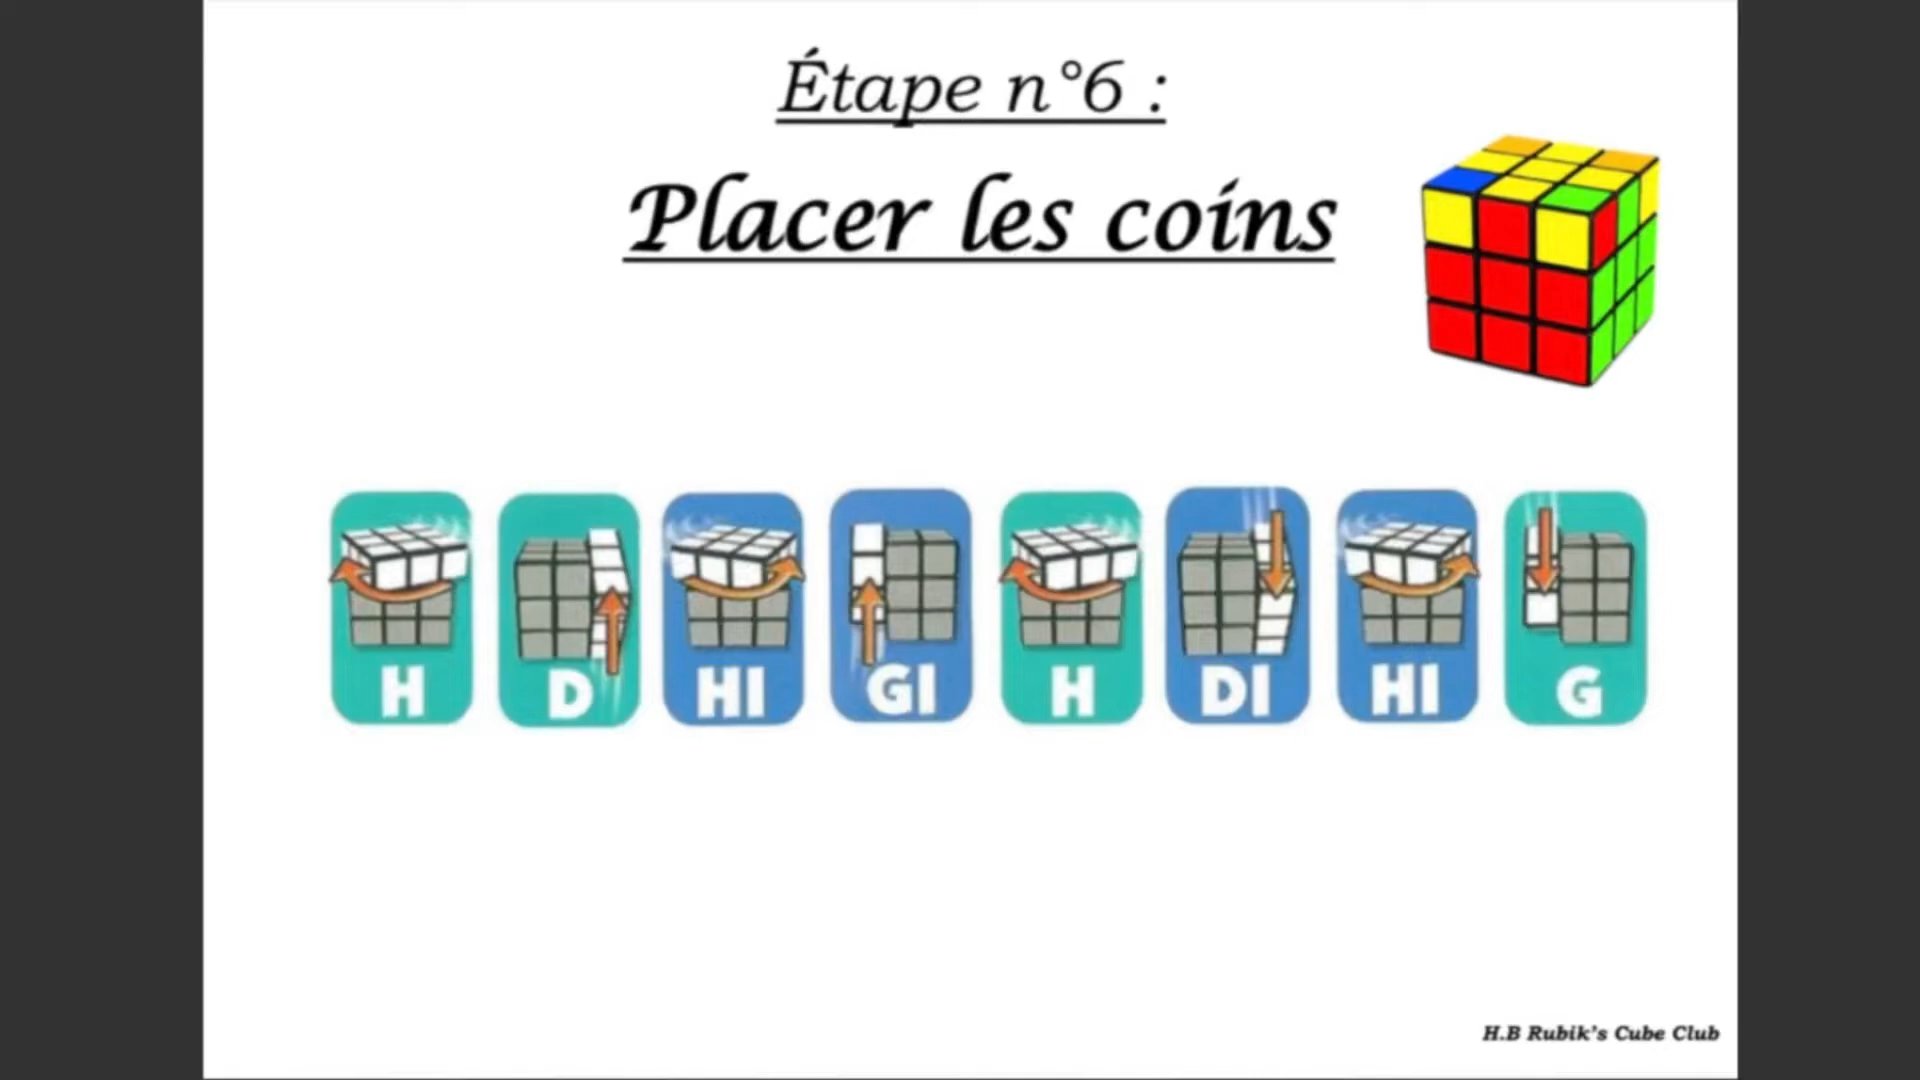 Étape n°6 :
Placer les coins
H D HI GI H DI HI G
H.B Rubik's Cube Club